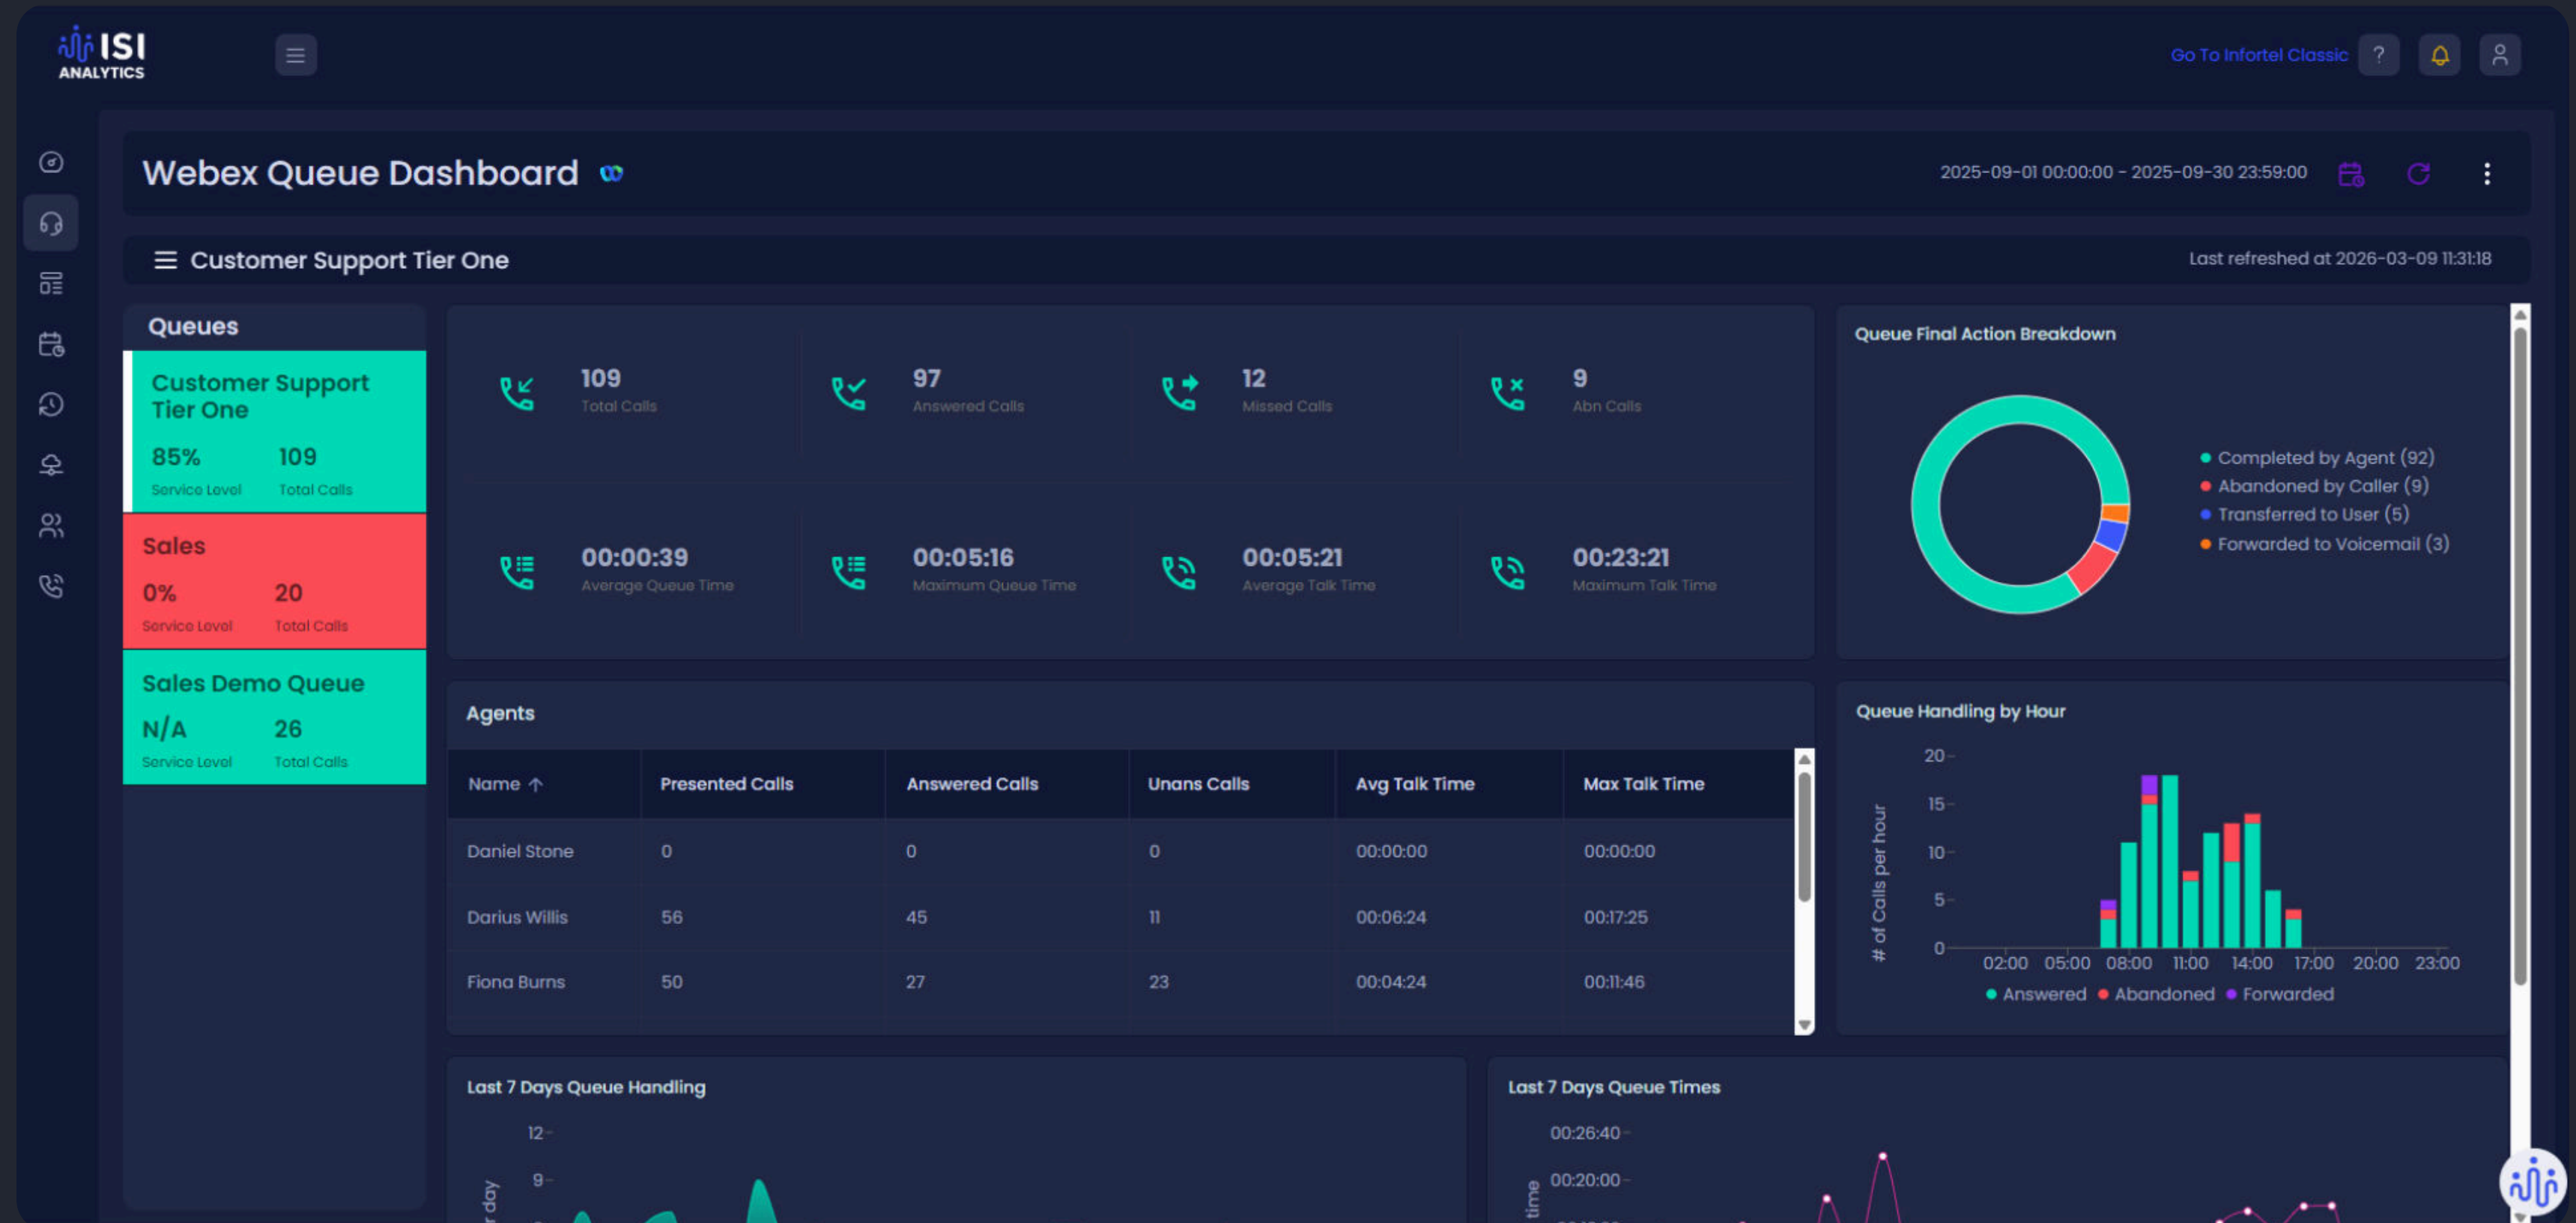 ISI
ANALYTICS
Go To Infortel Classic
?
Webex Queue Dashboard
2025-09-01 00:00:00 - 2025-09-30 23:59:00
Customer Support Tier One
Last refreshed at 2026-03-09 11:31:18
Queues
Customer Support
Tier One
85% 109
Service Level Total Calls
Sales
0% 20
Service Level Total Calls
Sales Demo Queue
N/A 26
Service Level Total Calls
109
Total Calls
97
Answered Calls
12
Missed Calls
9
Abn Calls
00:00:39
Average Queue Time
00:05:16
Maximum Queue Time
00:05:21
Average Talk Time
00:23:21
Maximum Talk Time
Queue Final Action Breakdown
Completed by Agent (92)
Abandoned by Caller (9)
Transferred to User (5)
Forwarded to Voicemail (3)
Agents
Name Presented Calls Answered Calls Unans Calls Avg Talk Time Max Talk Time
Daniel Stone 0 0 0 00:00:00 00:00:00
Darius Willis 56 45 11 00:06:24 00:17:25
Fiona Burns 50 27 23 00:04:24 00:11:46
Queue Handling by Hour
# of Calls per hour
20
15
10
5
0
02:00 05:00 08:00 11:00 14:00 17:00 20:00 23:00
Answered Abandoned Forwarded
Last 7 Days Queue Handling
12
9
day
Last 7 Days Queue Times
00:26:40
00:20:00
time